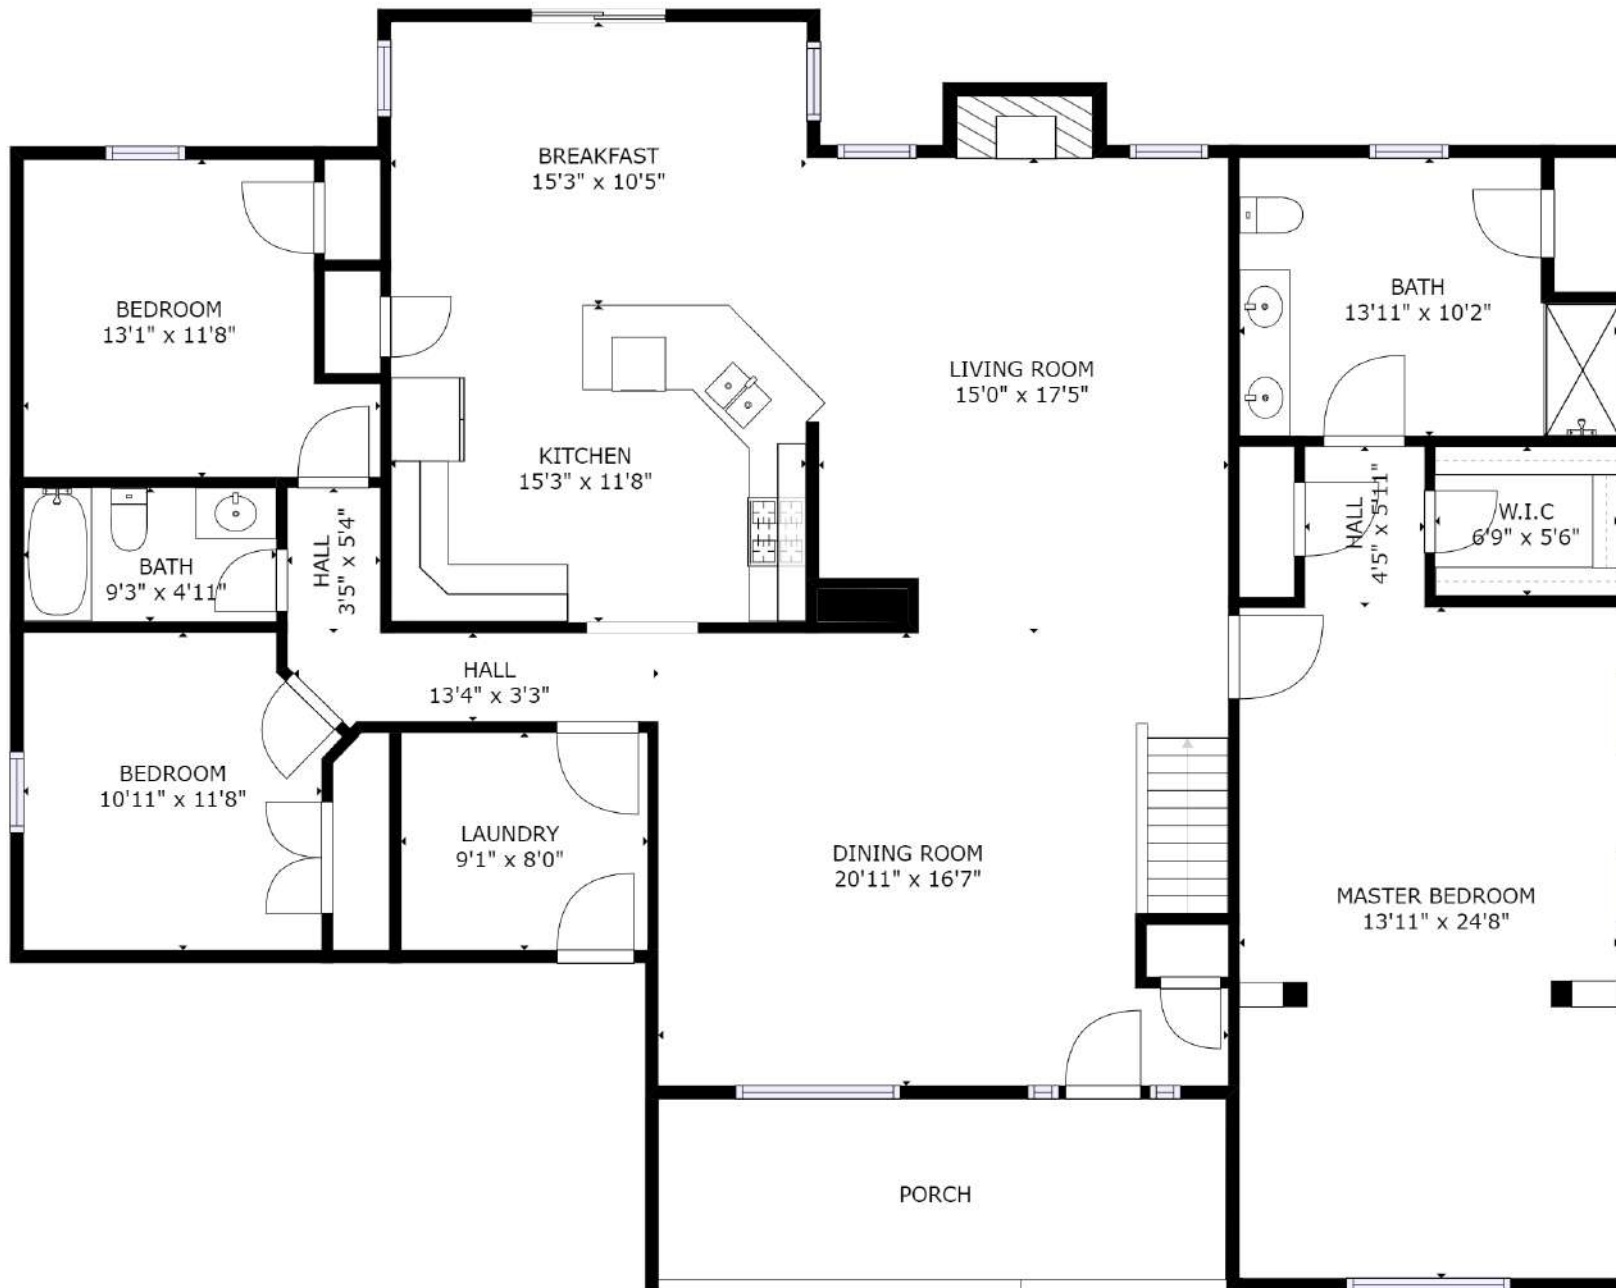 BREAKFAST
15'3" x 10'5"
BEDROOM
13'1" x 11'8"
BATH
13'11" x 10'2"
LIVING ROOM
15'0" x 17'5"
KITCHEN
15'3" x 11'8"
HALL
4'5" x 5'11"
W.I.C
6'9" x 5'6"
BATH
9'3" x 4'11"
HALL
3'5" x 5'4"
HALL
13'4" x 3'3"
BEDROOM
10'11" x 11'8"
LAUNDRY
9'1" x 8'0"
DINING ROOM
20'11" x 16'7"
MASTER BEDROOM
13'11" x 24'8"
PORCH